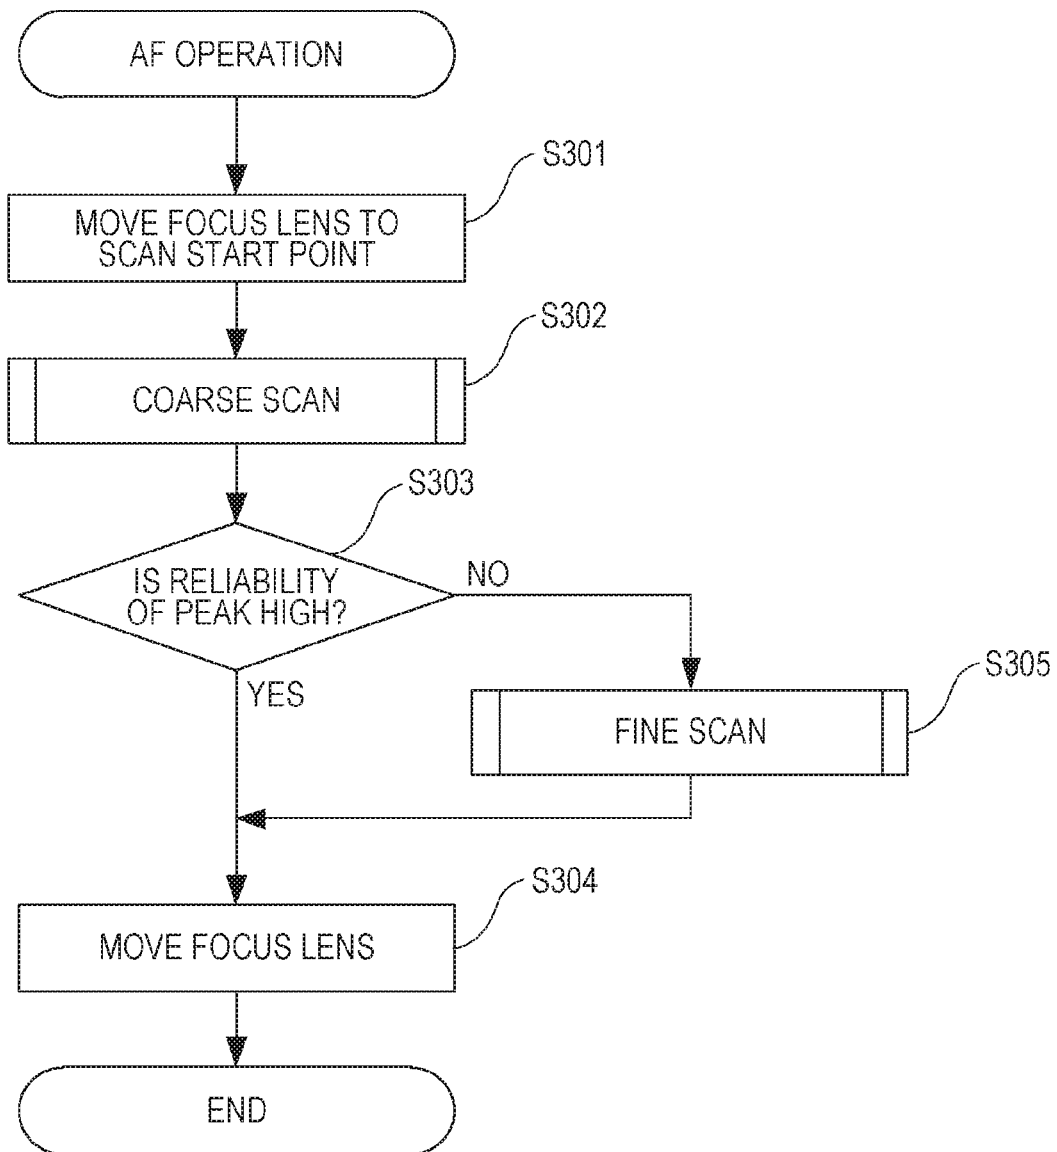 AF OPERATION
S301
MOVE FOCUS LENS TO
SCAN START POINT
S302
COARSE SCAN
S303
IS RELIABILITY
OF PEAK HIGH?
NO
YES
S305
FINE SCAN
S304
MOVE FOCUS LENS
END